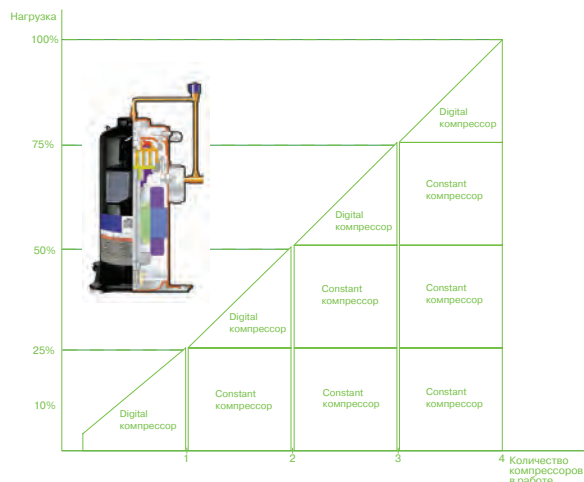 Нагрузка
100%
Digital
компрессор
75%
Constant
компрессор
Digital
компрессор
50%
Constant
компрессор
Constant
компрессор
Digital
компрессор
25%
Constant
компрессор
Constant
компрессор
Constant
компрессор
10%
Digital
компрессор
1
2
3
4
Количество
компрессоров
в работе